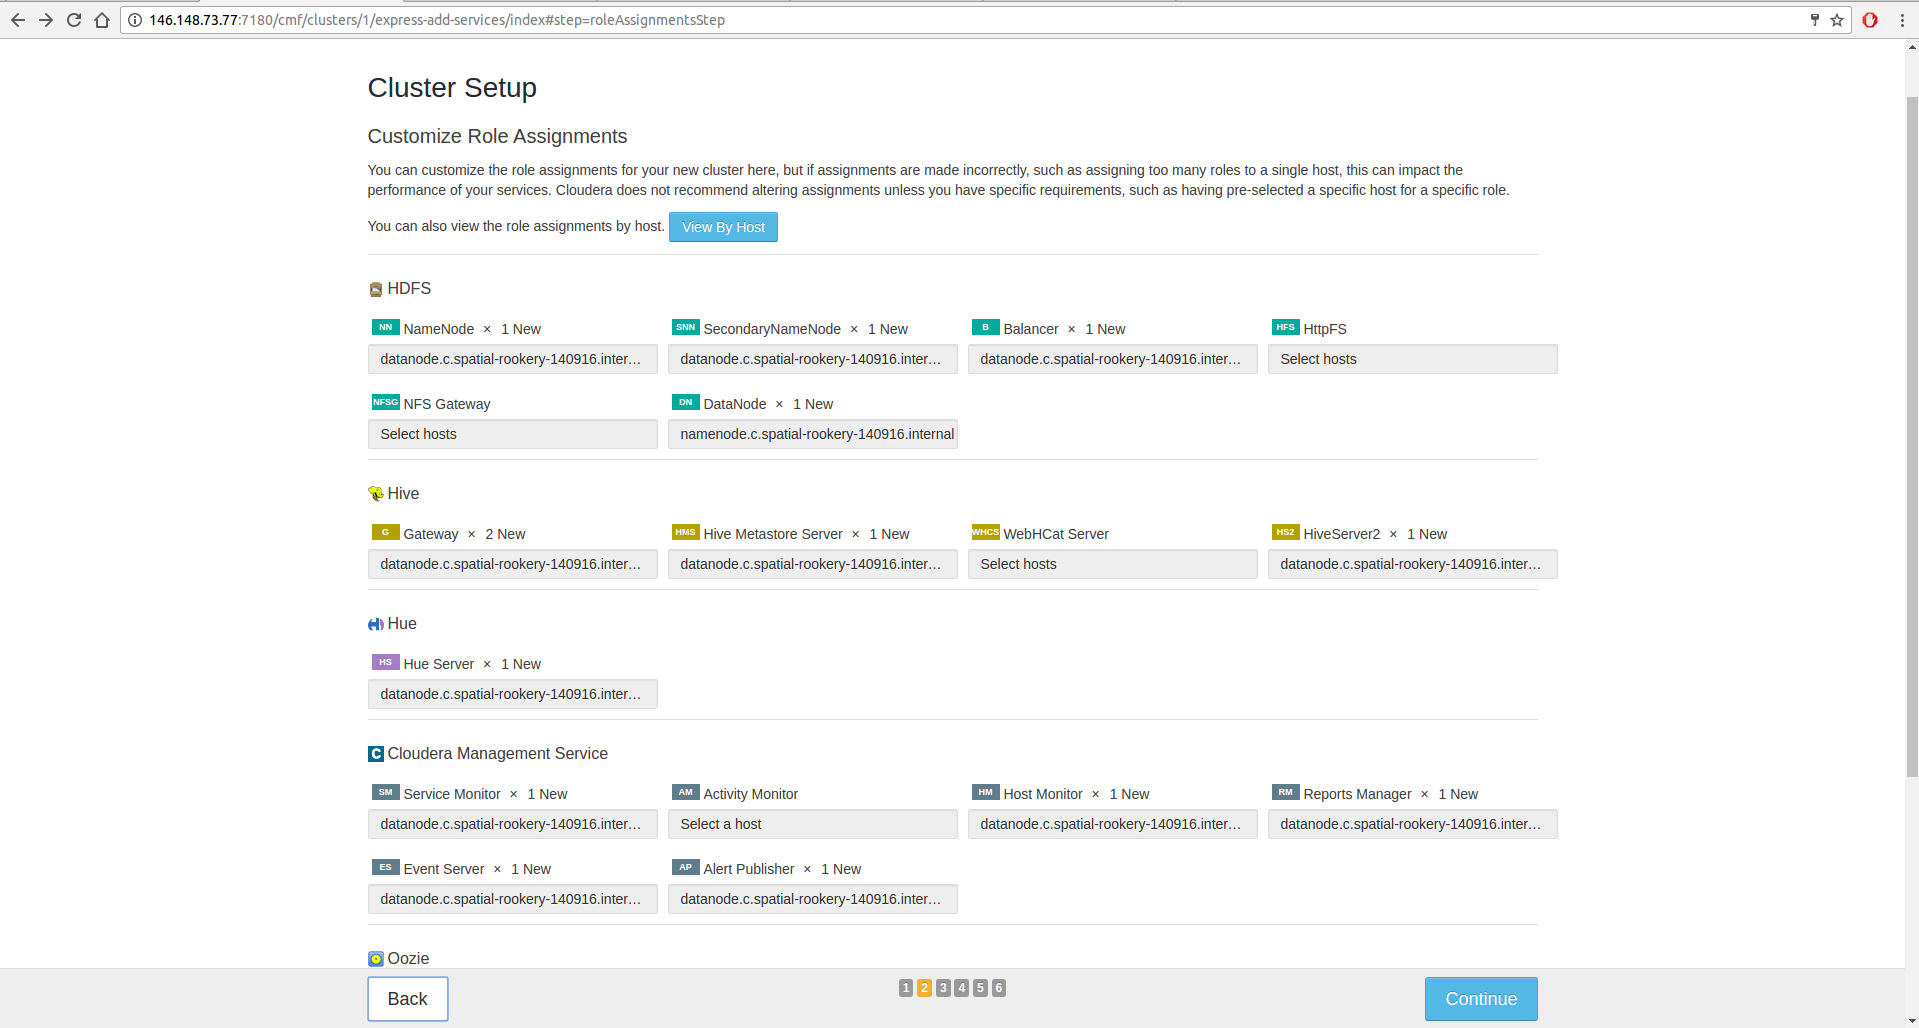 146.148.73.77:7180/cmf/clusters/1/express-add-services/index#step=roleAssignmentsStep
Cluster Setup
Customize Role Assignments
You can customize the role assignments for your new cluster here, but if assignments are made incorrectly, such as assigning too many roles to a single host, this can impact the
performance of your services. Cloudera does not recommend altering assignments unless you have specific requirements, such as having pre-selected a specific host for a specific role.
You can also view the role assignments by host. View By Host
HDFS
NN NameNode × 1 New SNN SecondaryNameNode × 1 New B Balancer × 1 New HFS HttpFS
datanode.c.spatial-rookery-140916.inter... datanode.c.spatial-rookery-140916.inter... datanode.c.spatial-rookery-140916.inter... Select hosts
NFSG NFS Gateway DN DataNode × 1 New
Select hosts namenode.c.spatial-rookery-140916.internal
Hive
G Gateway × 2 New HMS Hive Metastore Server × 1 New WHCS WebHCat Server HS2 HiveServer2 × 1 New
datanode.c.spatial-rookery-140916.inter... datanode.c.spatial-rookery-140916.inter... Select hosts datanode.c.spatial-rookery-140916.inter...
Hue
HS Hue Server × 1 New
datanode.c.spatial-rookery-140916.inter...
C Cloudera Management Service
SM Service Monitor × 1 New AM Activity Monitor HM Host Monitor × 1 New RM Reports Manager × 1 New
datanode.c.spatial-rookery-140916.inter... Select a host datanode.c.spatial-rookery-140916.inter... datanode.c.spatial-rookery-140916.inter...
ES Event Server × 1 New AP Alert Publisher × 1 New
datanode.c.spatial-rookery-140916.inter... datanode.c.spatial-rookery-140916.inter...
Oozie
Back 1 2 3 4 5 6 Continue